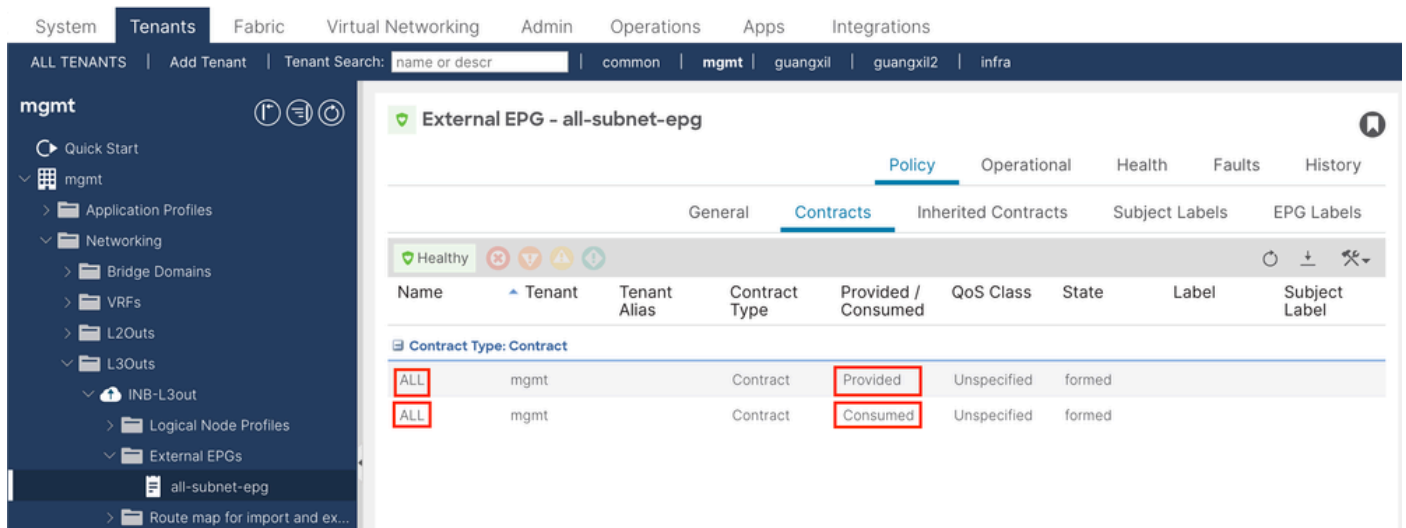 System Tenants Fabric Virtual Networking Admin Operations Apps Integrations
ALL TENANTS | Add Tenant | Tenant Search: name or descr | common | mgmt | guangxil | guangxil2 | infra
mgmt
Quick Start
mgmt
Application Profiles
Networking
Bridge Domains
VRFs
L2Outs
L3Outs
INB-L3out
Logical Node Profiles
External EPGs
all-subnet-epg
Route map for import and ex...
External EPG - all-subnet-epg
Policy Operational Health Faults History
General Contracts Inherited Contracts Subject Labels EPG Labels
Healthy
Name Tenant Tenant Alias Contract Type Provided / Consumed QoS Class State Label Subject Label
Contract Type: Contract
ALL mgmt Contract Provided Unspecified formed
ALL mgmt Contract Consumed Unspecified formed